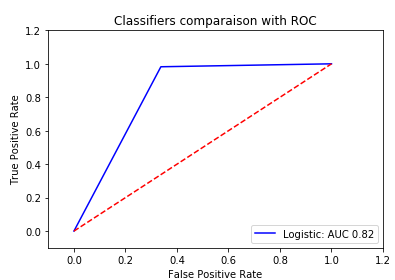 Classifiers comparaison with ROC
True Positive Rate
1.2
1.0
0.8
0.6
0.4
0.2
0.0
Logistic: AUC 0.82
0.0 0.2 0.4 0.6 0.8 1.0 1.2
False Positive Rate